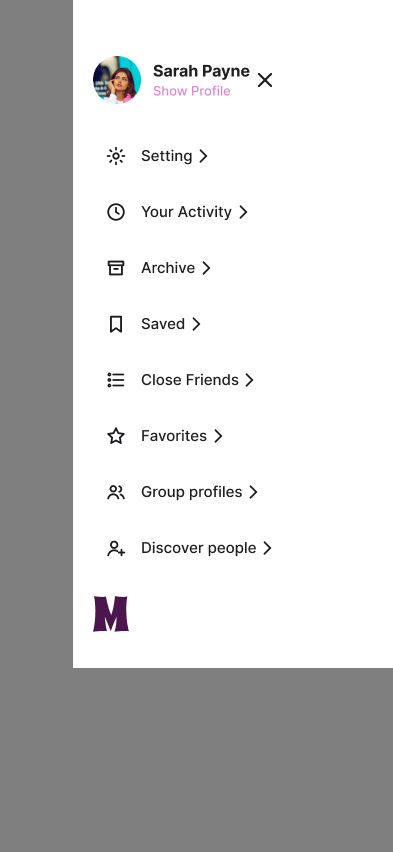 Sarah Payne
Show Profile
Setting
Your Activity
Archive
Saved
Close Friends
Favorites
Group profiles
Discover people
M